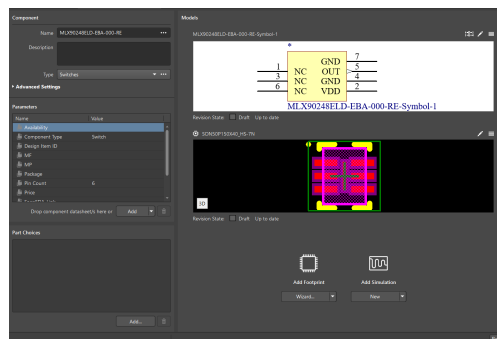 Component
Models
Name MLX90248ELD-EBA-000-RE
Description
Type Switches
Advanced Settings
Parameters
Name Value
Availability
Component Type Switch
Design Item ID
MF
MP
Package
Pin Count 6
Price
Drop component datasheet/s here or Add
Part Choices
Add...
MLX90248ELD-EBA-000-RE-Symbol-1
*
1 NC GND 7
3 NC OUT 5
6 NC GND 4
NC VDD 2
MLX90248ELD-EBA-000-RE-Symbol-1
Revision State: Draft Up to date
SON50P150X40_HS-7N
3D
Revision State: Draft Up to date
Add Footprint Add Simulation
Wizard... New